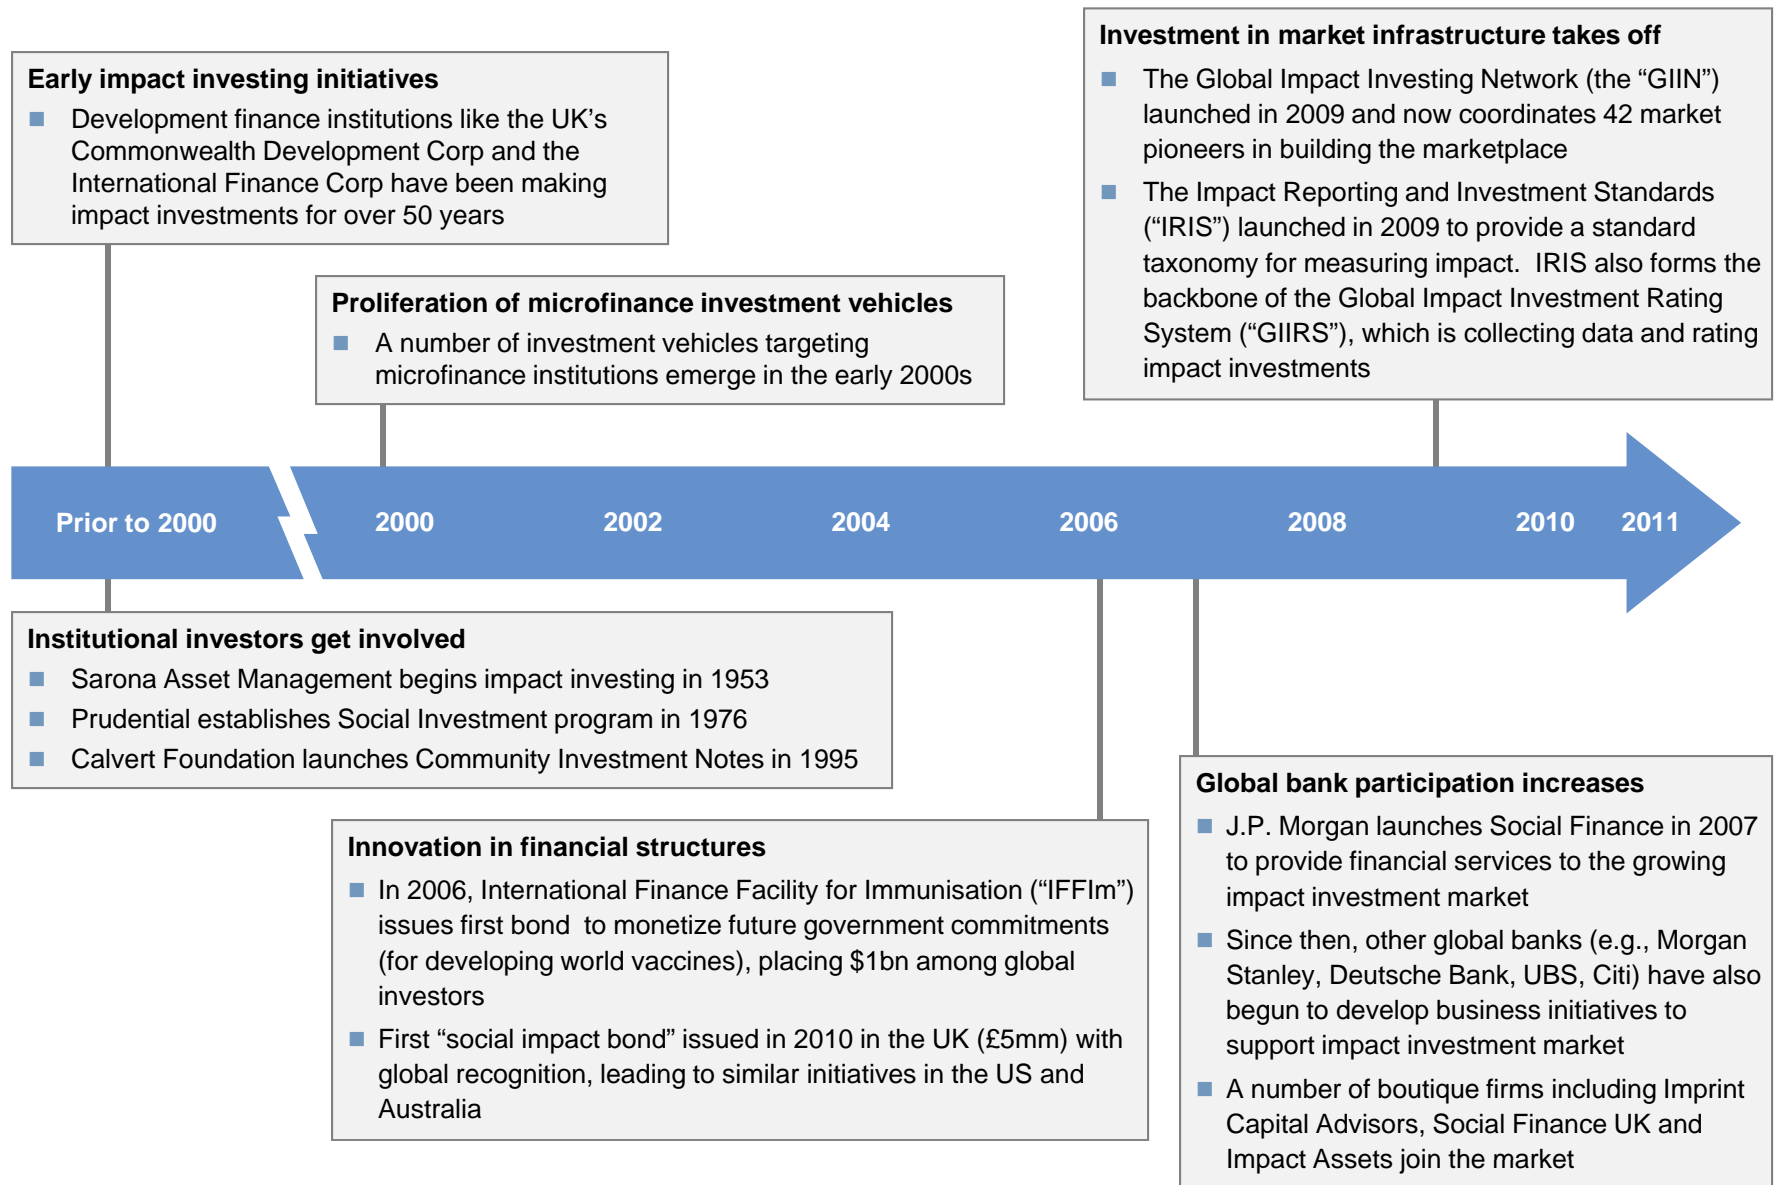 Early impact investing initiatives
■ Development finance institutions like the UK’s
Commonwealth Development Corp and the
International Finance Corp have been making
impact investments for over 50 years
Proliferation of microfinance investment vehicles
■ A number of investment vehicles targeting
microfinance institutions emerge in the early 2000s
Investment in market infrastructure takes off
■ The Global Impact Investing Network (the “GIIN”)
launched in 2009 and now coordinates 42 market
pioneers in building the marketplace
■ The Impact Reporting and Investment Standards
(“IRIS”) launched in 2009 to provide a standard
taxonomy for measuring impact.  IRIS also forms the
backbone of the Global Impact Investment Rating
System (“GIIRS”), which is collecting data and rating
impact investments
Prior to 2000 2000 2002 2004 2006 2008 2010 2011
Institutional investors get involved
■ Sarona Asset Management begins impact investing in 1953
■ Prudential establishes Social Investment program in 1976
■ Calvert Foundation launches Community Investment Notes in 1995
Innovation in financial structures
■ In 2006, International Finance Facility for Immunisation (“IFFIm”)
issues first bond  to monetize future government commitments
(for developing world vaccines), placing $1bn among global
investors
■ First “social impact bond” issued in 2010 in the UK (£5mm) with
global recognition, leading to similar initiatives in the US and
Australia
Global bank participation increases
■ J.P. Morgan launches Social Finance in 2007
to provide financial services to the growing
impact investment market
■ Since then, other global banks (e.g., Morgan
Stanley, Deutsche Bank, UBS, Citi) have also
begun to develop business initiatives to
support impact investment market
■ A number of boutique firms including Imprint
Capital Advisors, Social Finance UK and
Impact Assets join the market